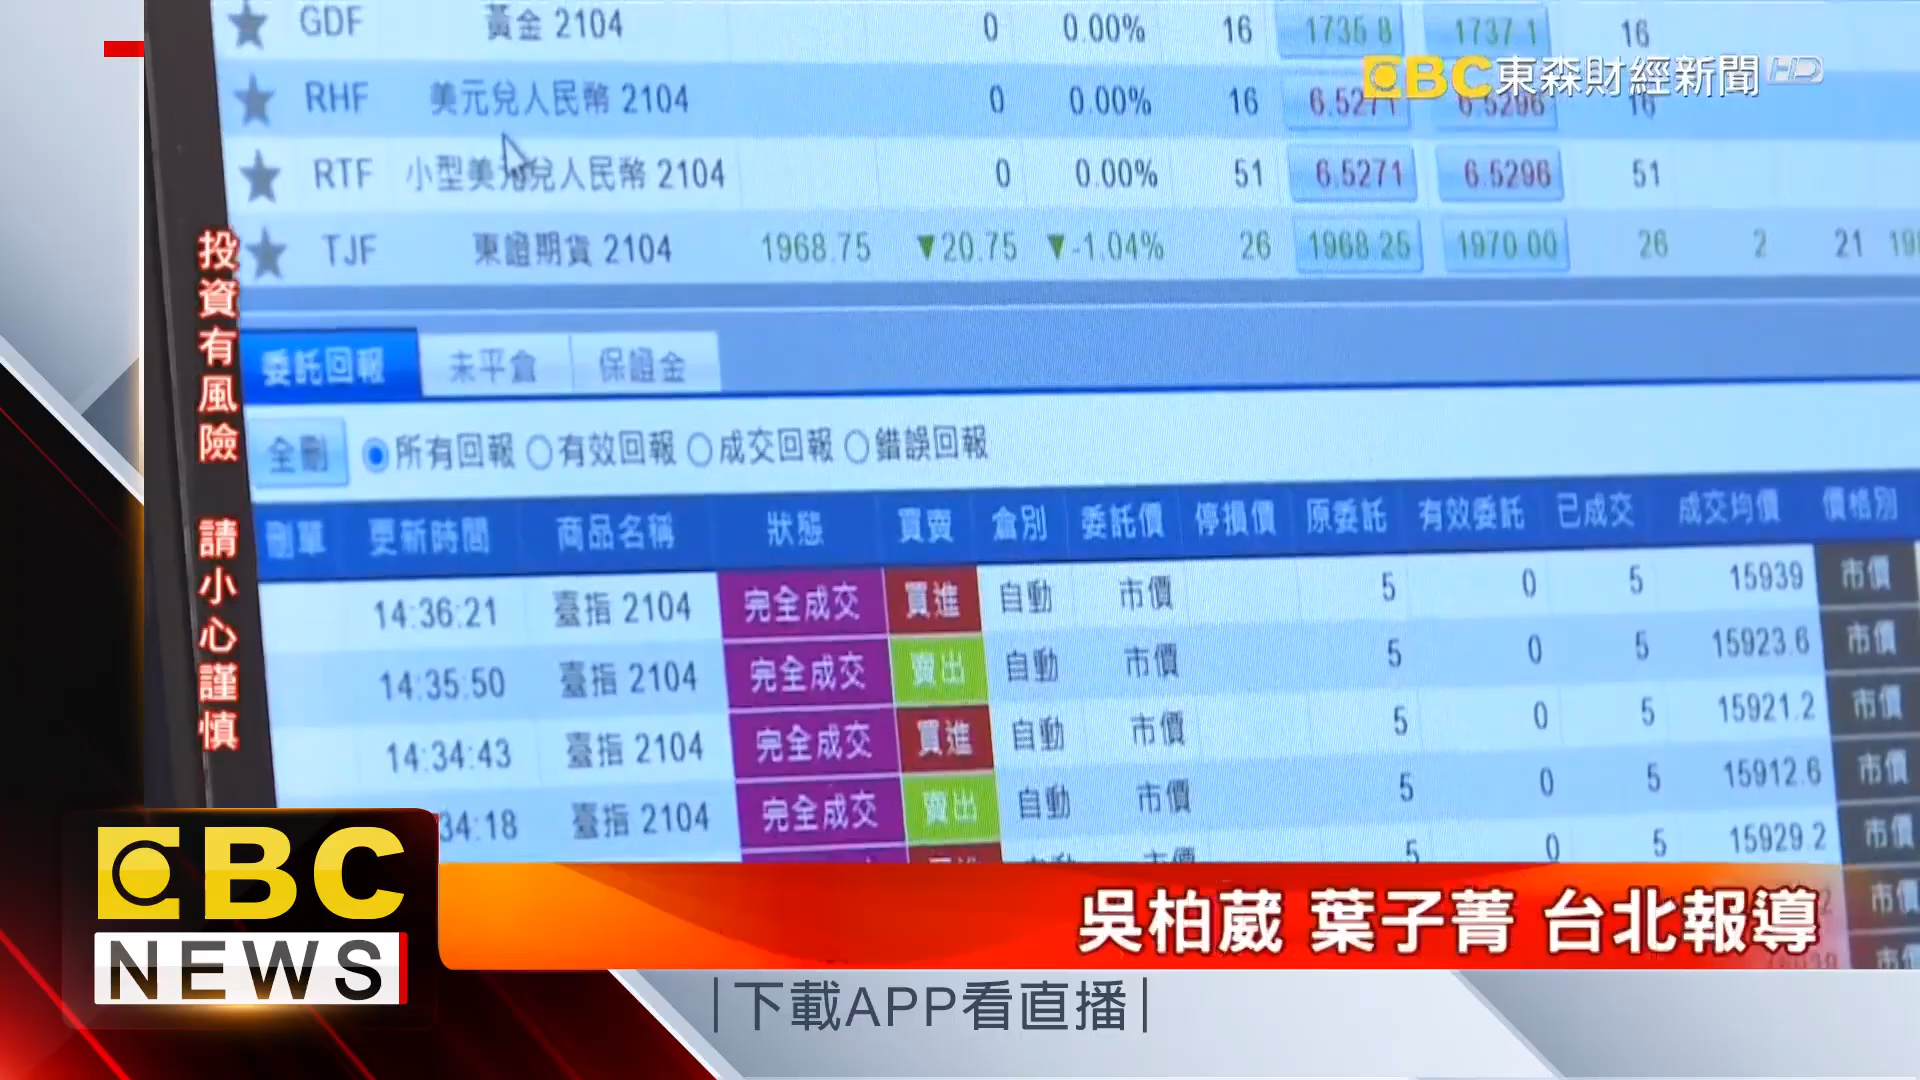 GDF 黃金 2104 0 0.00% 16 1735.8 1737.1 16
EBC 東森財經新聞 HD
RHF 美元兌人民幣 2104 0 0.00% 16 6.5271 6.5296 16
RTF 小型美元兌人民幣 2104 0 0.00% 51 6.5271 6.5296 51
TJF 東證期貨 2104 1968.75 ▼20.75 ▼-1.04% 26 1968.25 1970.00 26 2 21
投資有風險 請小心謹慎
委託回報 未平倉 保證金
全刪 所有回報 有效回報 成交回報 錯誤回報
刪單 更新時間 商品名稱 狀態 買賣 倉別 委託價 停損價 原委託 有效委託 已成交 成交均價 價格別
14:36:21 臺指 2104 完全成交 買進 自動 市價 5 0 5 15939 市價
14:35:50 臺指 2104 完全成交 賣出 自動 市價 5 0 5 15923.6 市價
14:34:43 臺指 2104 完全成交 買進 自動 市價 5 0 5 15921.2 市價
34:18 臺指 2104 完全成交 賣出 自動 市價 5 0 5 15912.6 市價
5 0 5 15929.2 市價
市價
EBC
NEWS
吳柏葳 葉子菁 台北報導
|下載APP看直播|